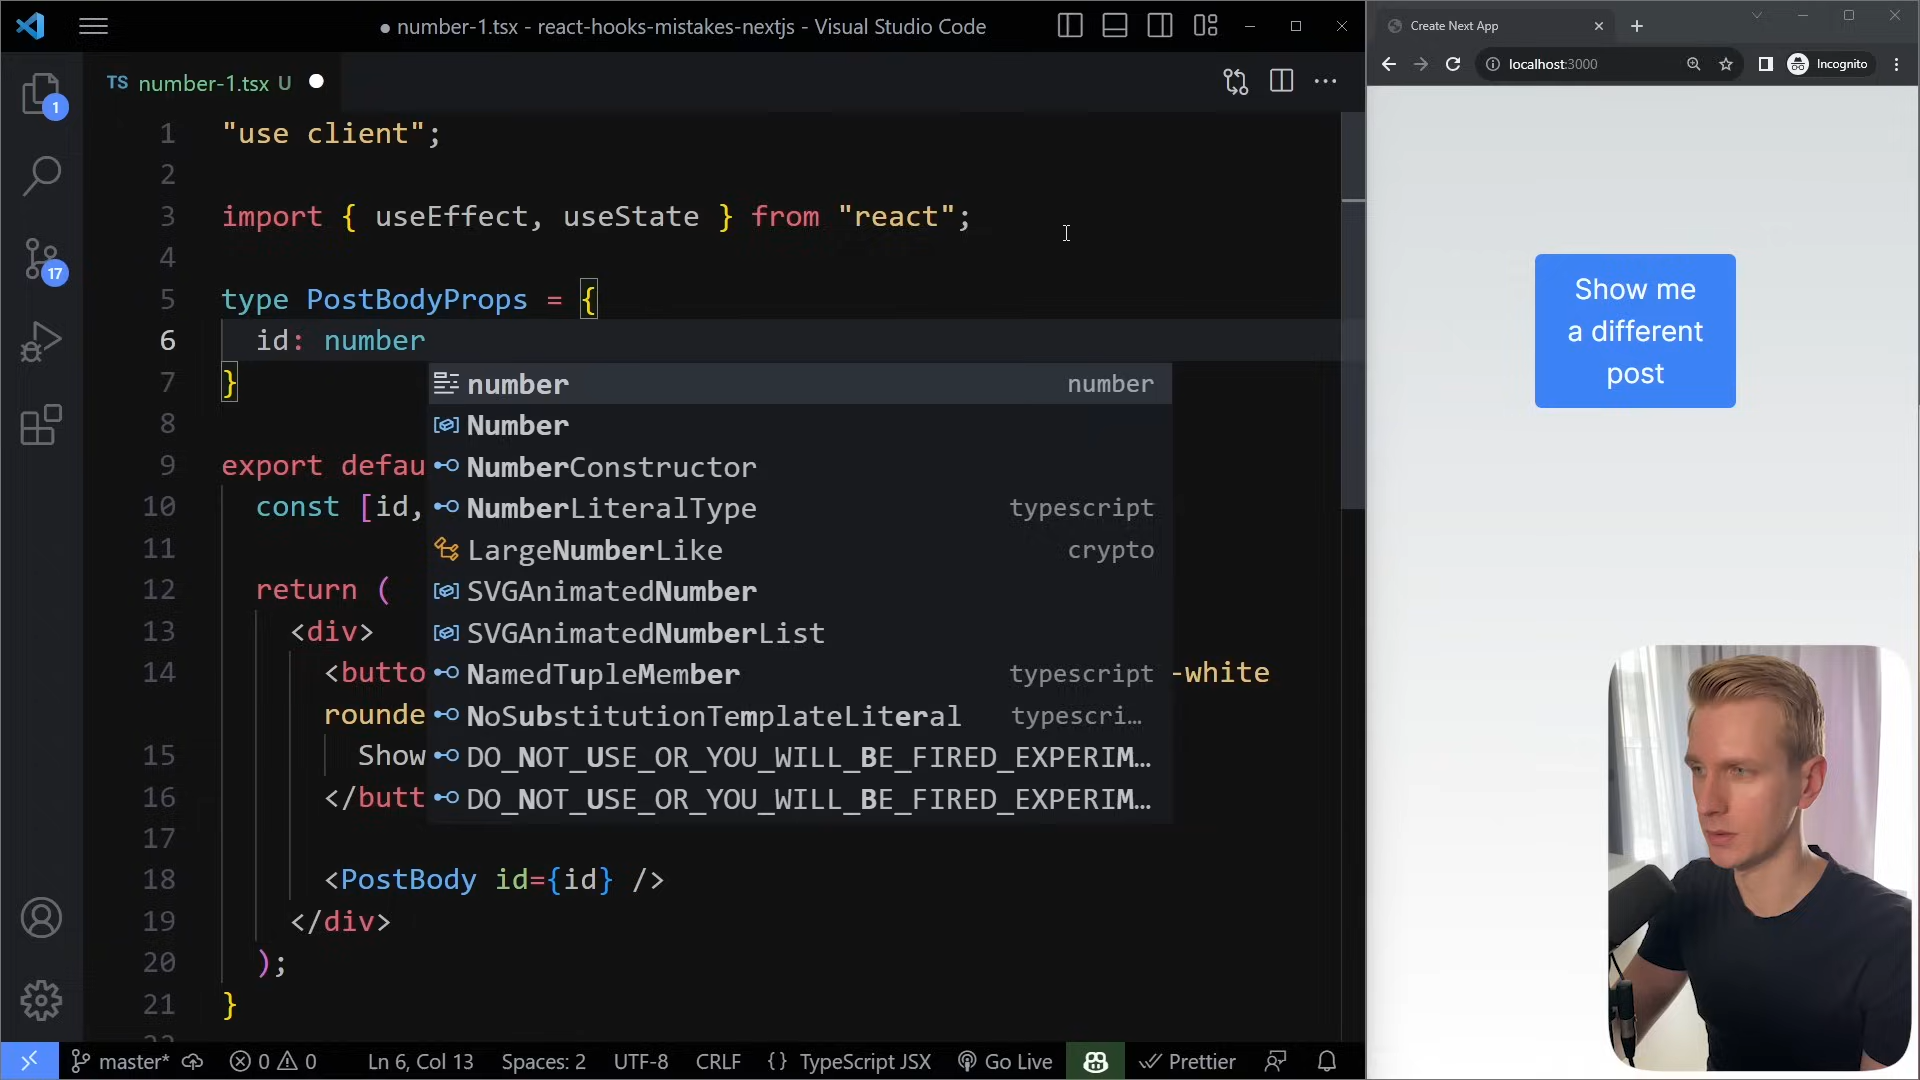 number-1.tsx - react-hooks-mistakes-nextjs - Visual Studio Code
TS number-1.tsx U
1
17
1 "use client";
2
3 import { useEffect, useState } from "react";
4
5 type PostBodyProps = {
6 id: number
7 }
8
9 export defau
10 const [id,
11
12 return (
13 <div>
14 <butto -white
rounde
15 Show
16 </butt
17
18 <PostBody id={id} />
19 </div>
20 );
21 }
number number
Number
NumberConstructor
NumberLiteralType typescript
LargeNumberLike crypto
SVGAnimatedNumber
SVGAnimatedNumberList
NamedTupleMember typescript
NoSubstitutionTemplateLiteral typescri…
DO_NOT_USE_OR_YOU_WILL_BE_FIRED_EXPERIM…
DO_NOT_USE_OR_YOU_WILL_BE_FIRED_EXPERIM…
master* 0 0 Ln 6, Col 13 Spaces: 2 UTF-8 CRLF {} TypeScript JSX Go Live Prettier
Create Next App
localhost:3000 Incognito
Show me
a different
post